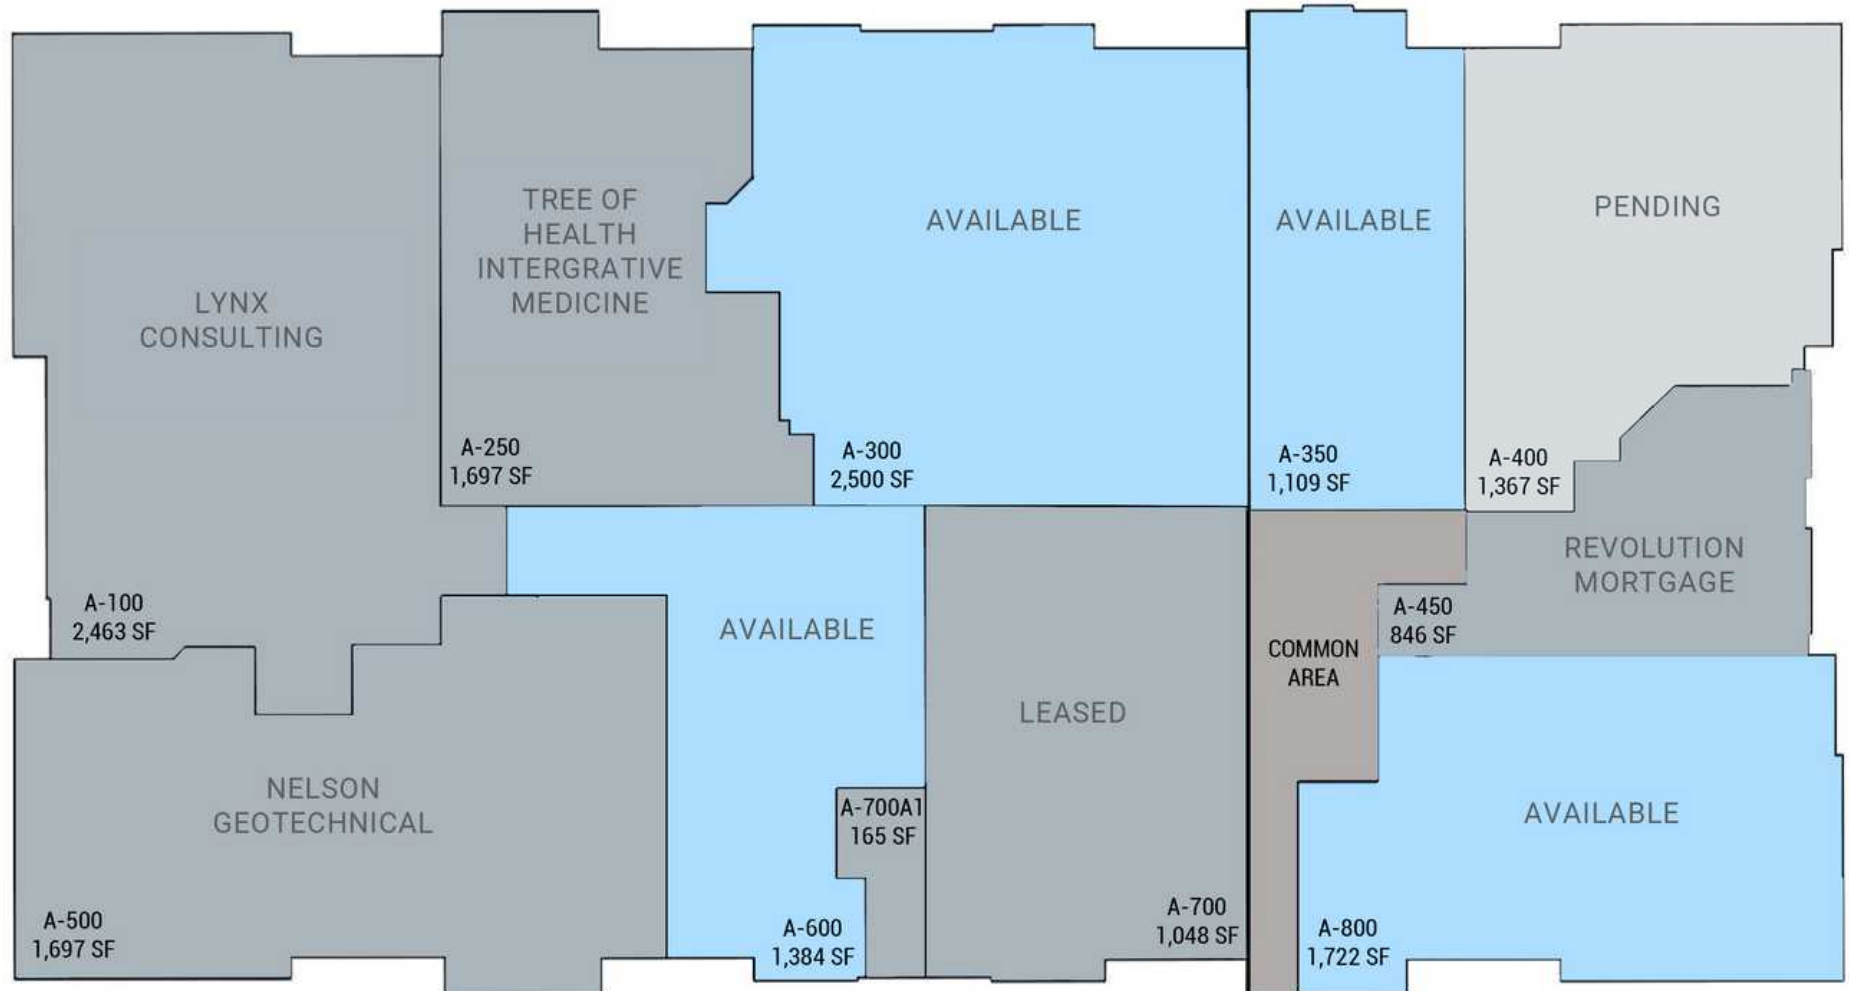 LYNX
CONSULTING
A-100
2,463 SF
TREE OF
HEALTH
INTERGRATIVE
MEDICINE
A-250
1,697 SF
AVAILABLE
A-300
2,500 SF
AVAILABLE
A-350
1,109 SF
PENDING
A-400
1,367 SF
REVOLUTION
MORTGAGE
A-450
846 SF
NELSON
GEOTECHNICAL
A-500
1,697 SF
AVAILABLE
A-600
1,384 SF
A-700A1
165 SF
LEASED
A-700
1,048 SF
COMMON
AREA
AVAILABLE
A-800
1,722 SF